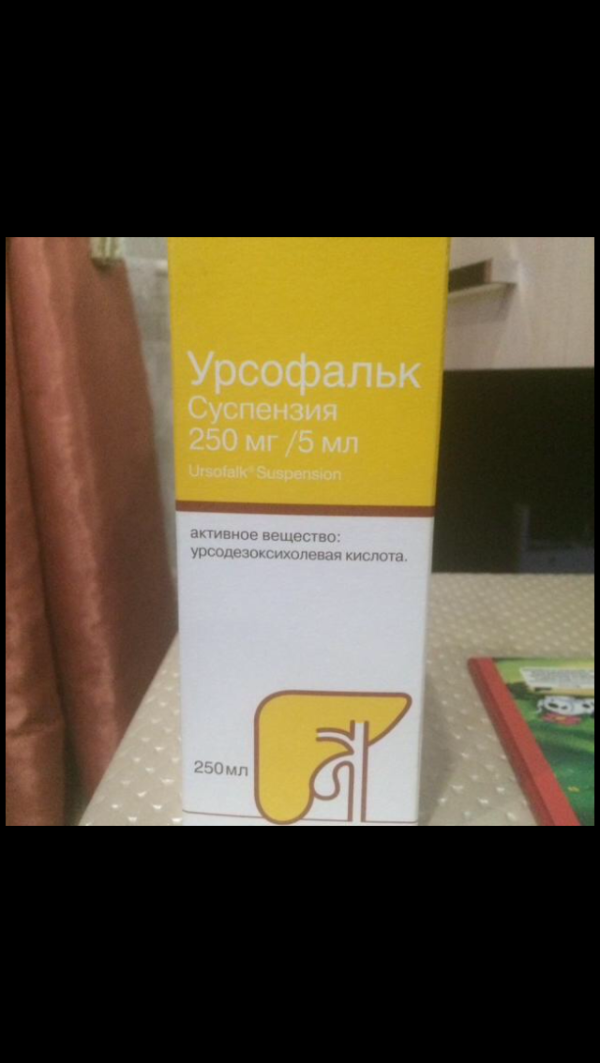 Урсофальк
Суспензия
250 мг /5 мл
Ursofalk® Suspension
активное вещество:
урсодезоксихолевая кислота.
250мл